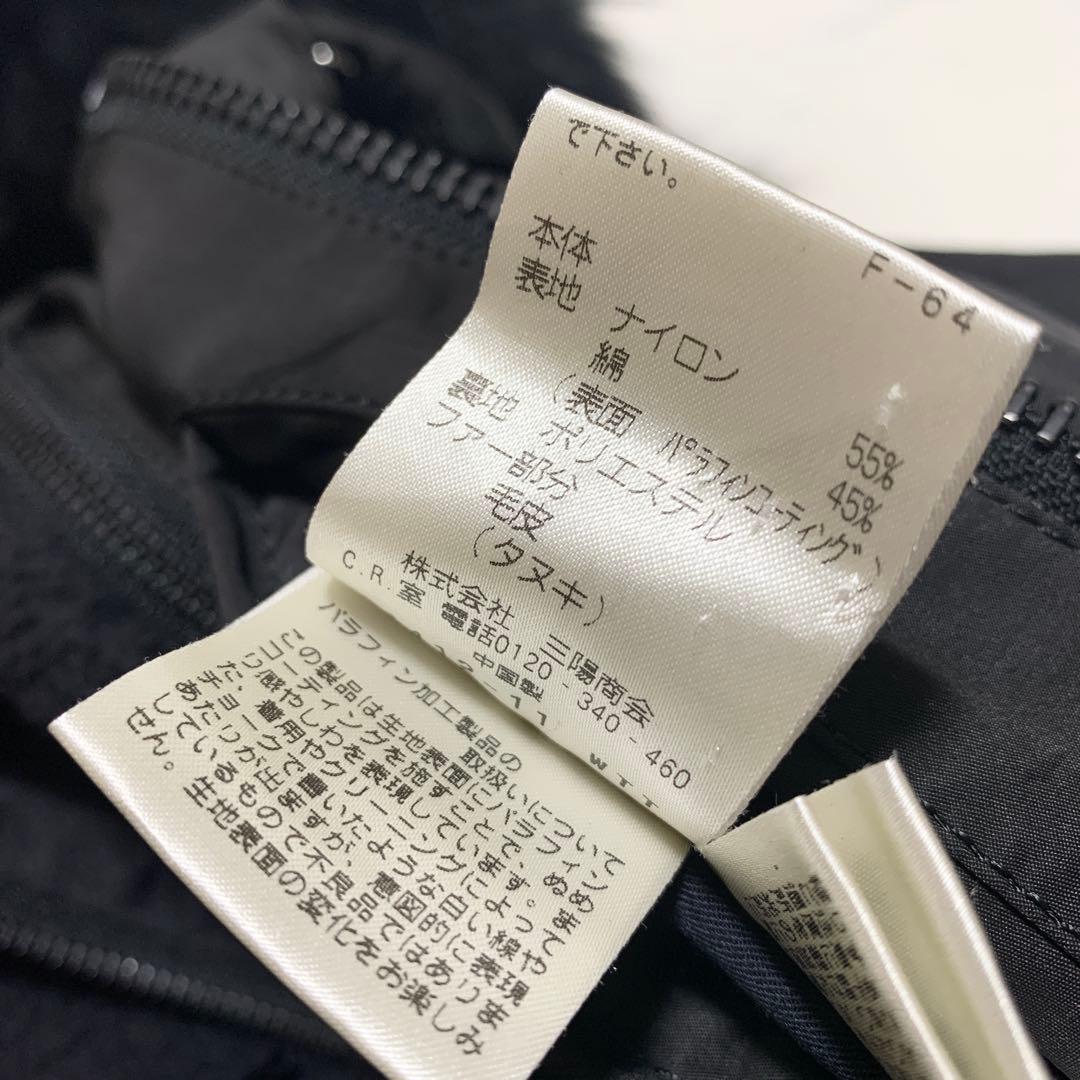 で下さい。
F-64
本体
表地 ナイロン 55%
綿 45%
(表面 パラフィンコーティング)
裏地 ポリエステル
ファー部分
毛皮
(タヌキ)
株式会社 三陽商会
C.R.室 電話0120-340-460
中国製
パラフィン加工製品の取扱いについて
この製品は生地表面にパラフィン
コーティングを施すことで、ぬめ
り感やしわを表現しています。ま
た、着用やクリーニングによって
チョークで書いたような白い線や
あたりが出ますが、意図的に表現
しているもので不良品ではありま
せん。生地表面の変化をお楽しみ